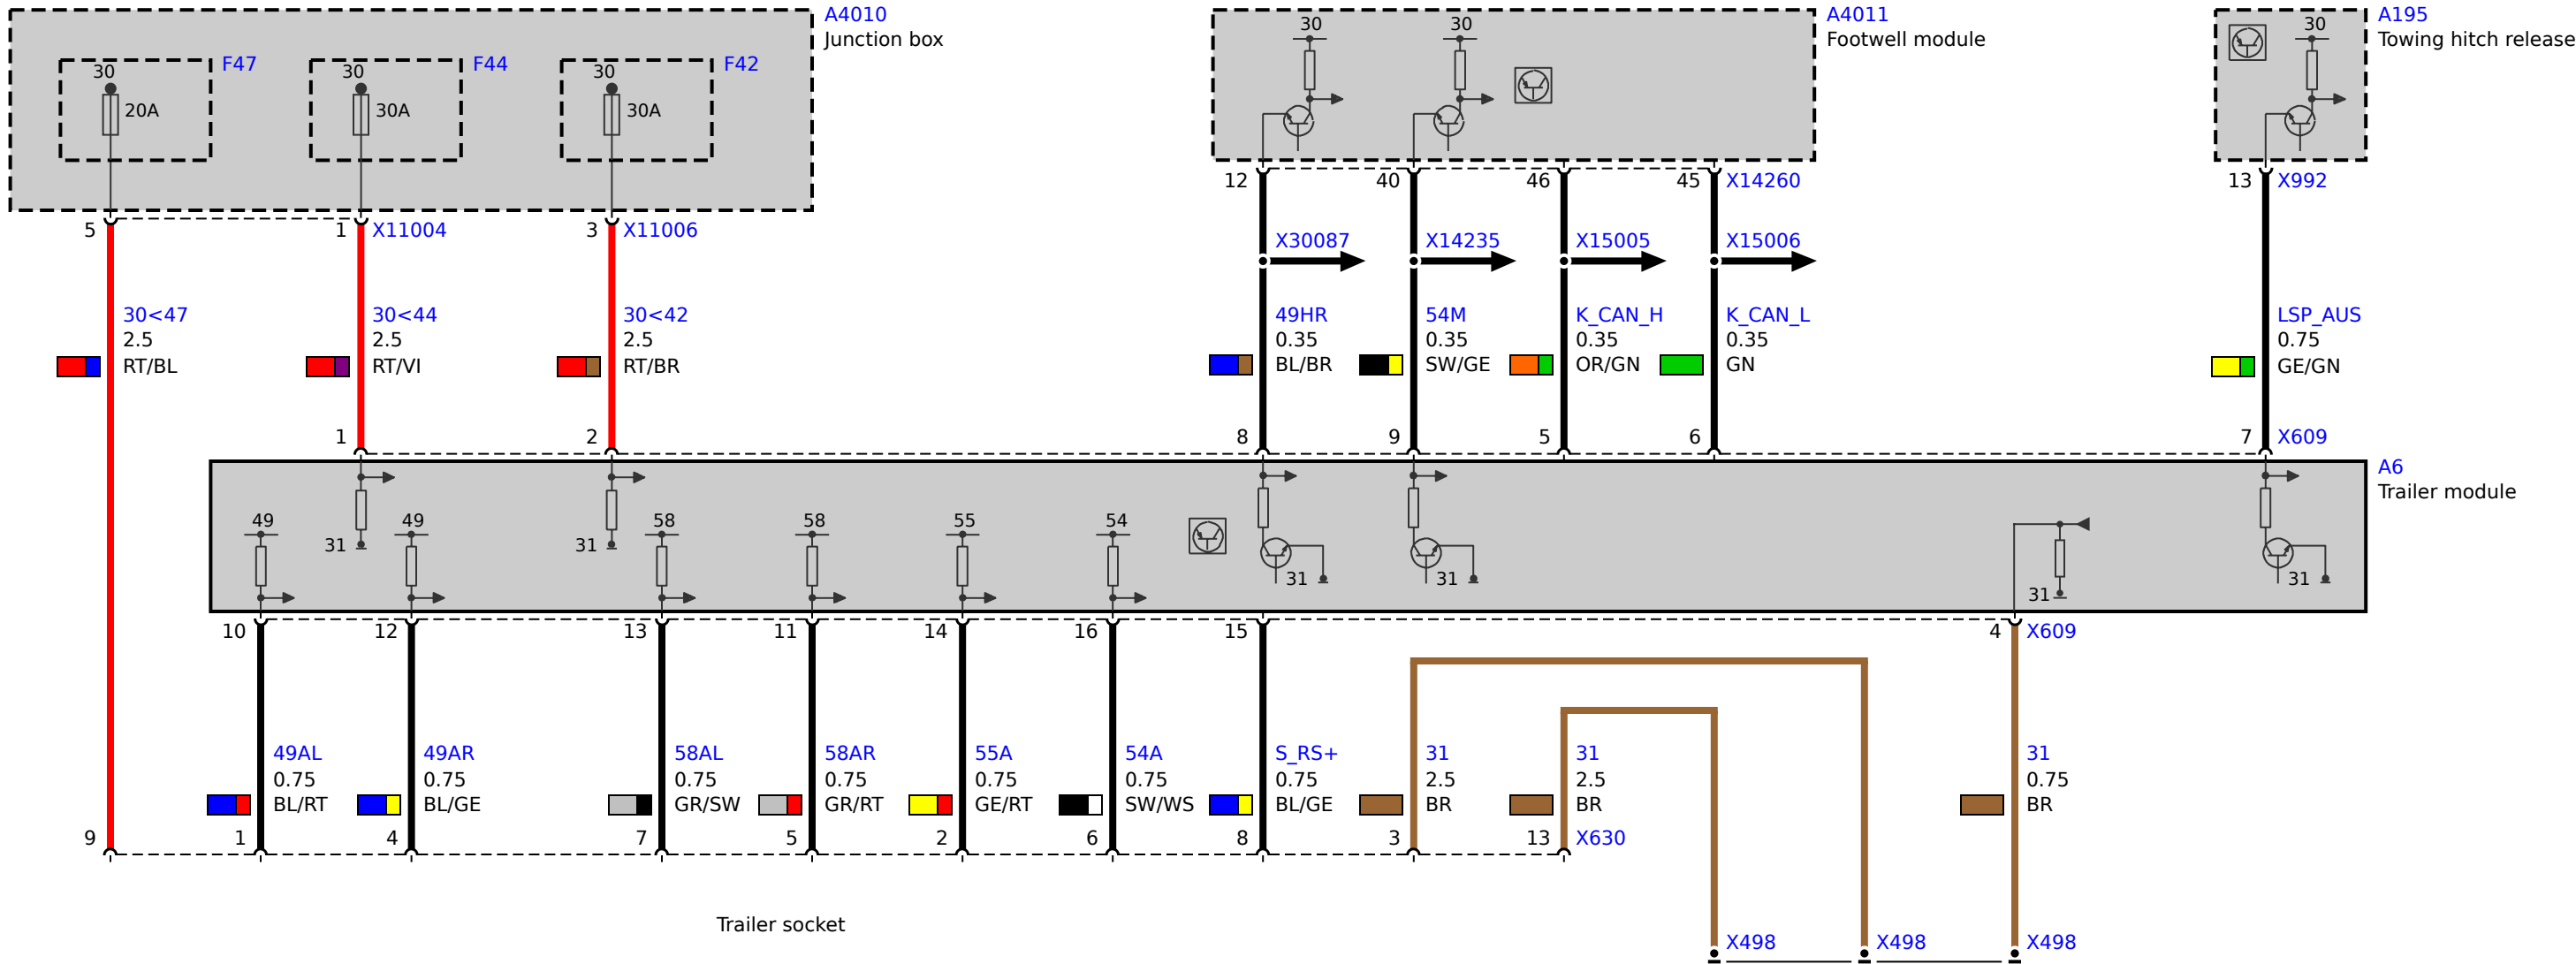 A4010
Junction box
A4011
Footwell module
A195
Towing hitch release
30
30
30
F47
F44
F42
30
30
30
20A
30A
30A
5
1
X11004
3
X11006
12
40
46
45
X14260
13
X992
X30087
X14235
X15005
X15006
30<47
2.5
RT/BL
30<44
2.5
RT/VI
30<42
2.5
RT/BR
49HR
0.35
BL/BR
54M
0.35
SW/GE
K_CAN_H
0.35
OR/GN
K_CAN_L
0.35
GN
LSP_AUS
0.75
GE/GN
1
2
8
9
5
6
7
X609
A6
Trailer module
49
31
49
31
58
58
55
54
31
31
31
31
10
12
13
11
14
16
15
4
X609
49AL
0.75
BL/RT
49AR
0.75
BL/GE
58AL
0.75
GR/SW
58AR
0.75
GR/RT
55A
0.75
GE/RT
54A
0.75
SW/WS
S_RS+
0.75
BL/GE
31
2.5
BR
31
2.5
BR
31
0.75
BR
9
1
4
7
5
2
6
8
3
13
X630
Trailer socket
X498
X498
X498